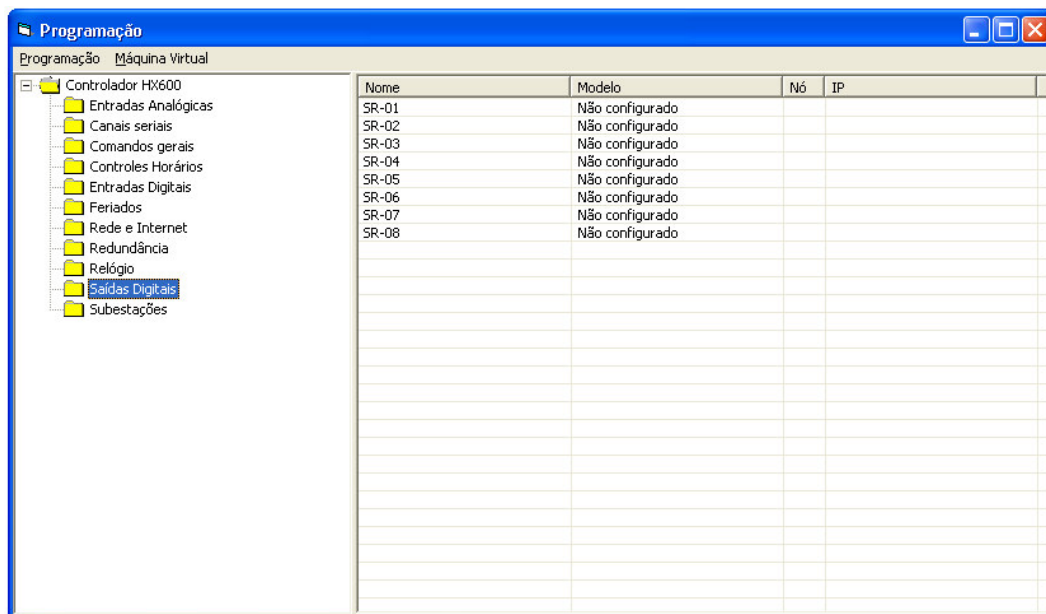 Programação
Programação Máquina Virtual
Controlador HX600
Entradas Analógicas
Canais seriais
Comandos gerais
Controles Horários
Entradas Digitais
Feriados
Rede e Internet
Redundância
Relógio
Saídas Digitais
Subestações
Nome Modelo Nó IP
SR-01 Não configurado
SR-02 Não configurado
SR-03 Não configurado
SR-04 Não configurado
SR-05 Não configurado
SR-06 Não configurado
SR-07 Não configurado
SR-08 Não configurado